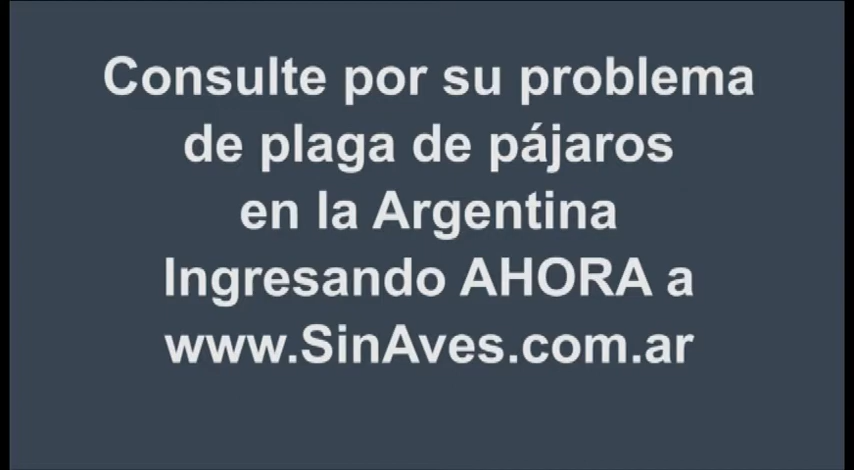 Consulte por su problema
de plaga de pájaros
en la Argentina
Ingresando AHORA a
www.SinAves.com.ar